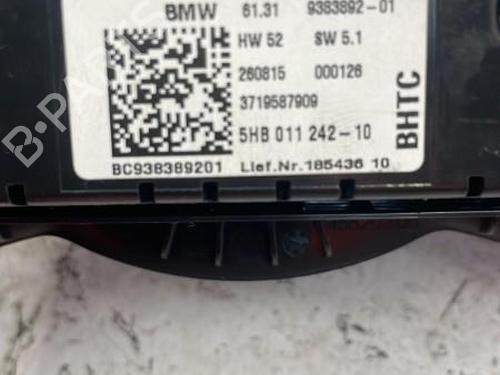 BMW 61.31 9383892-01
HW 52 SW 5.1
260815 000126
3719587909
5HB 011 242-10
BHTC
BC938389201 Lief.Nr.185436 10